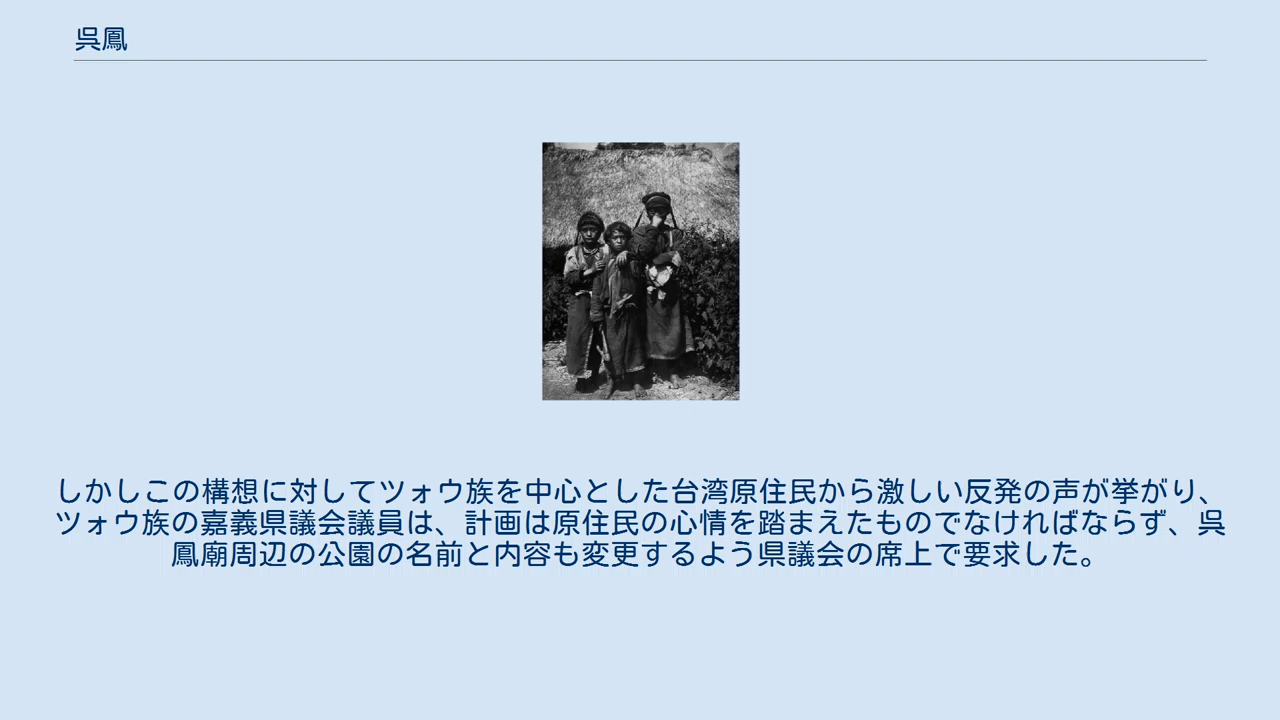 呉鳳
しかしこの構想に対してツォウ族を中心とした台湾原住民から激しい反発の声が挙がり、
ツォウ族の嘉義県議会議員は、計画は原住民の心情を踏まえたものでなければならず、呉
鳳廟周辺の公園の名前と内容も変更するよう県議会の席上で要求した。